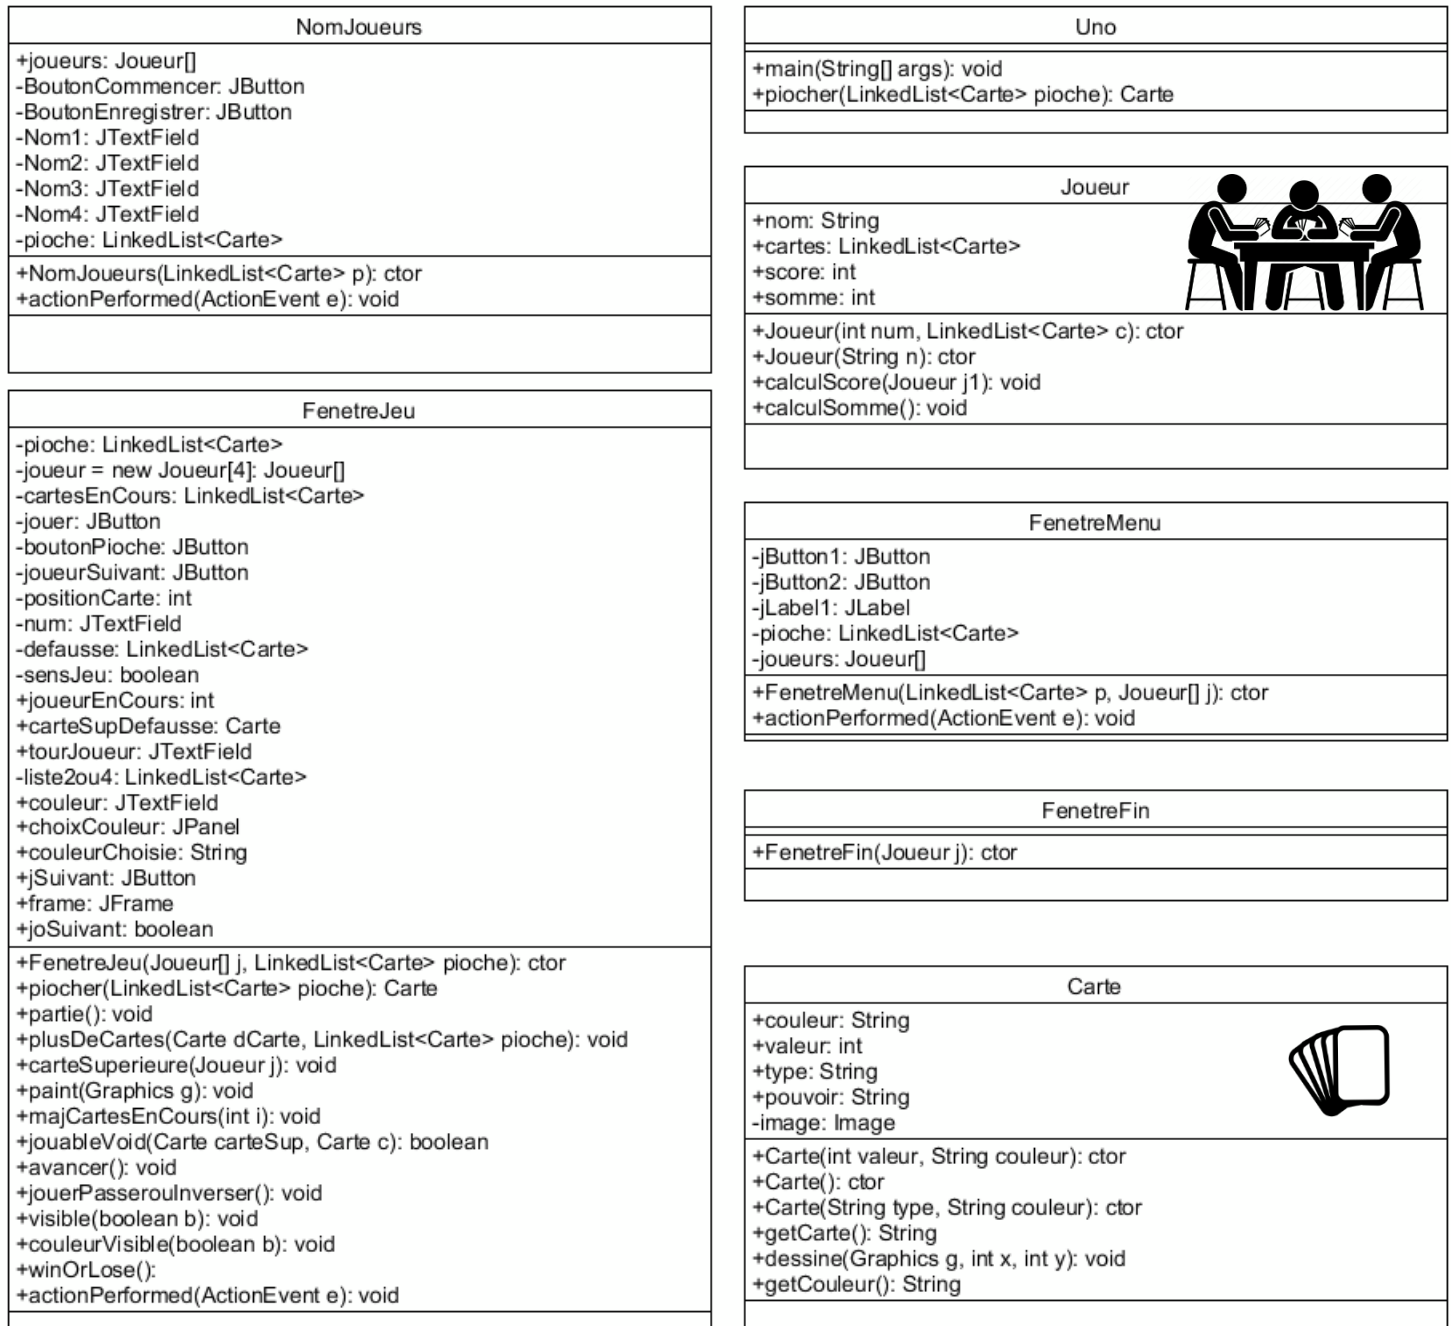 NomJoueurs
+joueurs: Joueur[]
-BoutonCommencer: JButton
-BoutonEnregistrer: JButton
-Nom1: JTextField
-Nom2: JTextField
-Nom3: JTextField
-Nom4: JTextField
-pioche: LinkedList<Carte>
+NomJoueurs(LinkedList<Carte> p): ctor
+actionPerformed(ActionEvent e): void
FenetreJeu
-pioche: LinkedList<Carte>
-joueur = new Joueur[4]: Joueur[]
-cartesEnCours: LinkedList<Carte>
-jouer: JButton
-boutonPioche: JButton
-joueurSuivant: JButton
-positionCarte: int
-num: JTextField
-defausse: LinkedList<Carte>
-sensJeu: boolean
+joueurEnCours: int
+carteSupDefausse: Carte
+tourJoueur: JTextField
-liste2ou4: LinkedList<Carte>
+couleur: JTextField
+choixCouleur: JPanel
+couleurChoisie: String
+jSuivant: JButton
+frame: JFrame
+joSuivant: boolean
+FenetreJeu(Joueur[] j, LinkedList<Carte> pioche): ctor
+piocher(LinkedList<Carte> pioche): Carte
+partie(): void
+plusDeCartes(Carte dCarte, LinkedList<Carte> pioche): void
+carteSuperieure(Joueur j): void
+paint(Graphics g): void
+majCartesEnCours(int i): void
+jouableVoid(Carte carteSup, Carte c): boolean
+avancer(): void
+jouerPasserouInverser(): void
+visible(boolean b): void
+couleurVisible(boolean b): void
+winOrLose():
+actionPerformed(ActionEvent e): void
Uno
+main(String[] args): void
+piocher(LinkedList<Carte> pioche): Carte
Joueur
+nom: String
+cartes: LinkedList<Carte>
+score: int
+somme: int
+Joueur(int num, LinkedList<Carte> c): ctor
+Joueur(String n): ctor
+calculScore(Joueur j1): void
+calculSomme(): void
FenetreMenu
-jButton1: JButton
-jButton2: JButton
-jLabel1: JLabel
-pioche: LinkedList<Carte>
-joueurs: Joueur[]
+FenetreMenu(LinkedList<Carte> p, Joueur[] j): ctor
+actionPerformed(ActionEvent e): void
FenetreFin
+FenetreFin(Joueur j): ctor
Carte
+couleur: String
+valeur: int
+type: String
+pouvoir: String
-image: Image
+Carte(int valeur, String couleur): ctor
+Carte(): ctor
+Carte(String type, String couleur): ctor
+getCarte(): String
+dessine(Graphics g, int x, int y): void
+getCouleur(): String